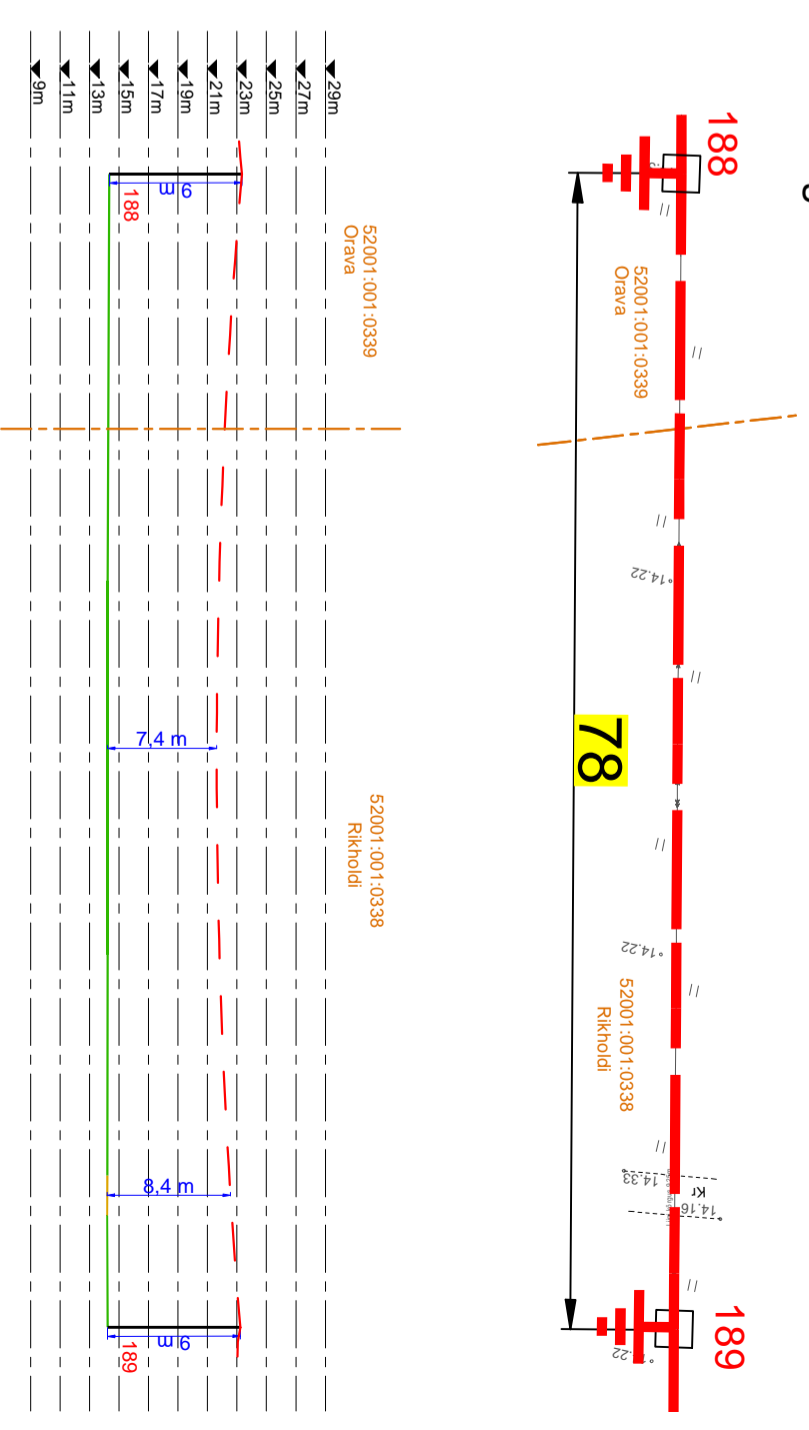 29m
27m
25m
23m
21m
19m
17m
15m
13m
11m
9m
188
9 m
52001:001:0339
Orava
7,4 m
52001:001:0338
Rikholdi
8,4 m
9 m
189
188
52001:001:0339
Orava
14.22
78
14.22
52001:001:0338
Rikholdi
14.33
Kr
14.16
189